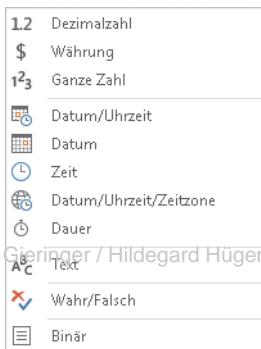 1.2 Dezimalzahl
$ Währung
1²3 Ganze Zahl
Datum/Uhrzeit
Datum
Zeit
Datum/Uhrzeit/Zeitzone
Dauer
Gieringer / Hildegard Hüger
ABC Text
Wahr/Falsch
Binär